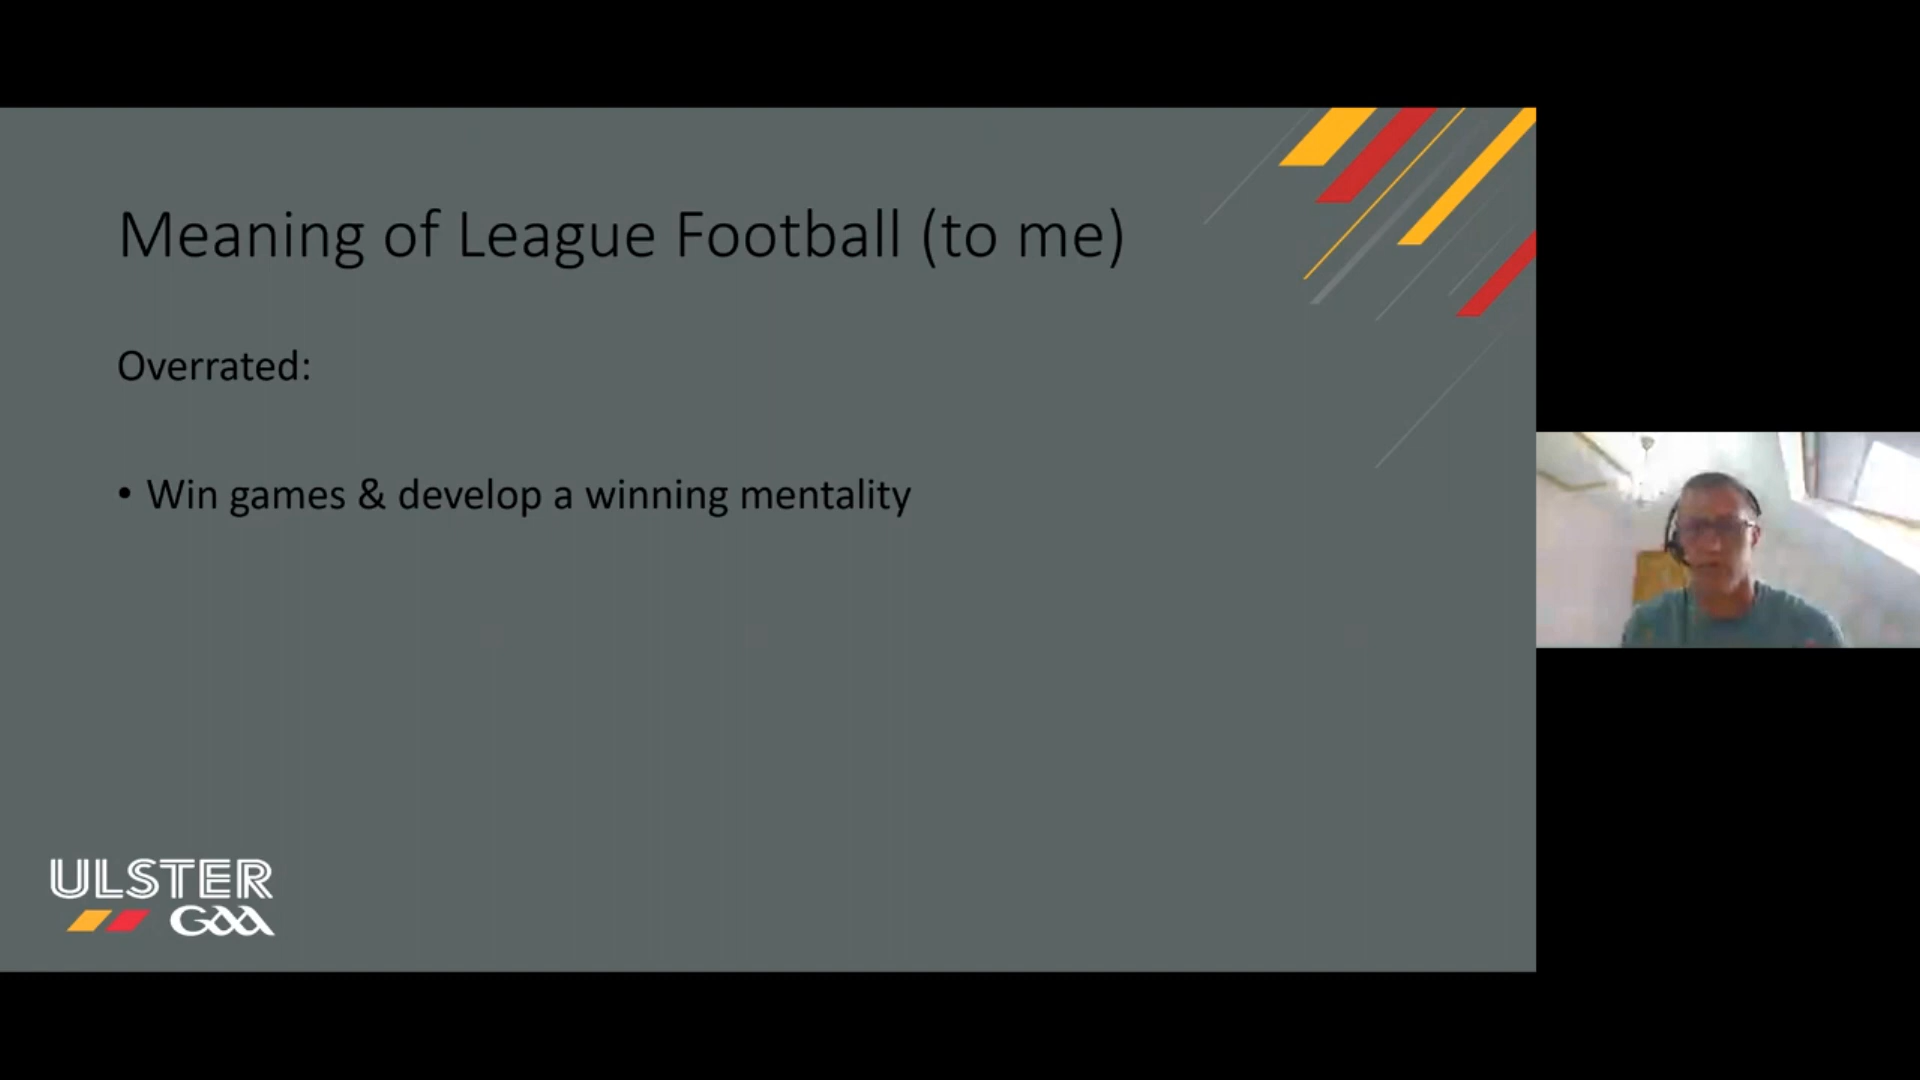 Meaning of League Football (to me)
Overrated:
• Win games & develop a winning mentality
ULSTER
GAA